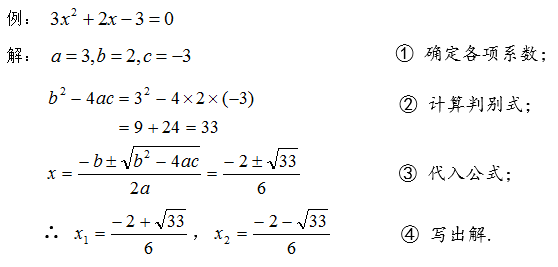 例： 3x² + 2x − 3 = 0
解： a = 3, b = 2, c = −3 ① 确定各项系数；
b² − 4ac = 3² − 4 × 2 × (−3) ② 计算判别式；
= 9 + 24 = 33
x = (−b ± √(b² − 4ac)) / 2a = (−2 ± √33) / 6 ③ 代入公式；
∴ x₁ = (−2 + √33) / 6 ， x₂ = (−2 − √33) / 6 ④ 写出解.